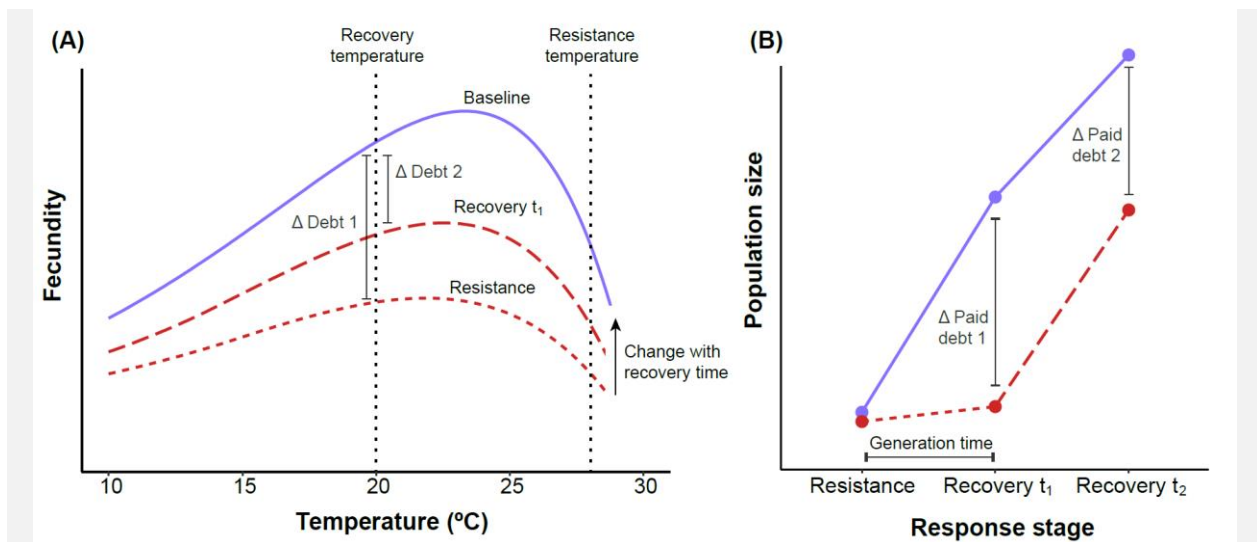 (A)
Recovery
temperature
Resistance
temperature
Baseline
Δ Debt 2
Recovery t₁
Δ Debt 1
Resistance
Change with
recovery time
Fecundity
10
15
20
25
30
Temperature (ºC)
(B)
Δ Paid
debt 2
Δ Paid
debt 1
Generation time
Population size
Resistance
Recovery t₁
Recovery t₂
Response stage